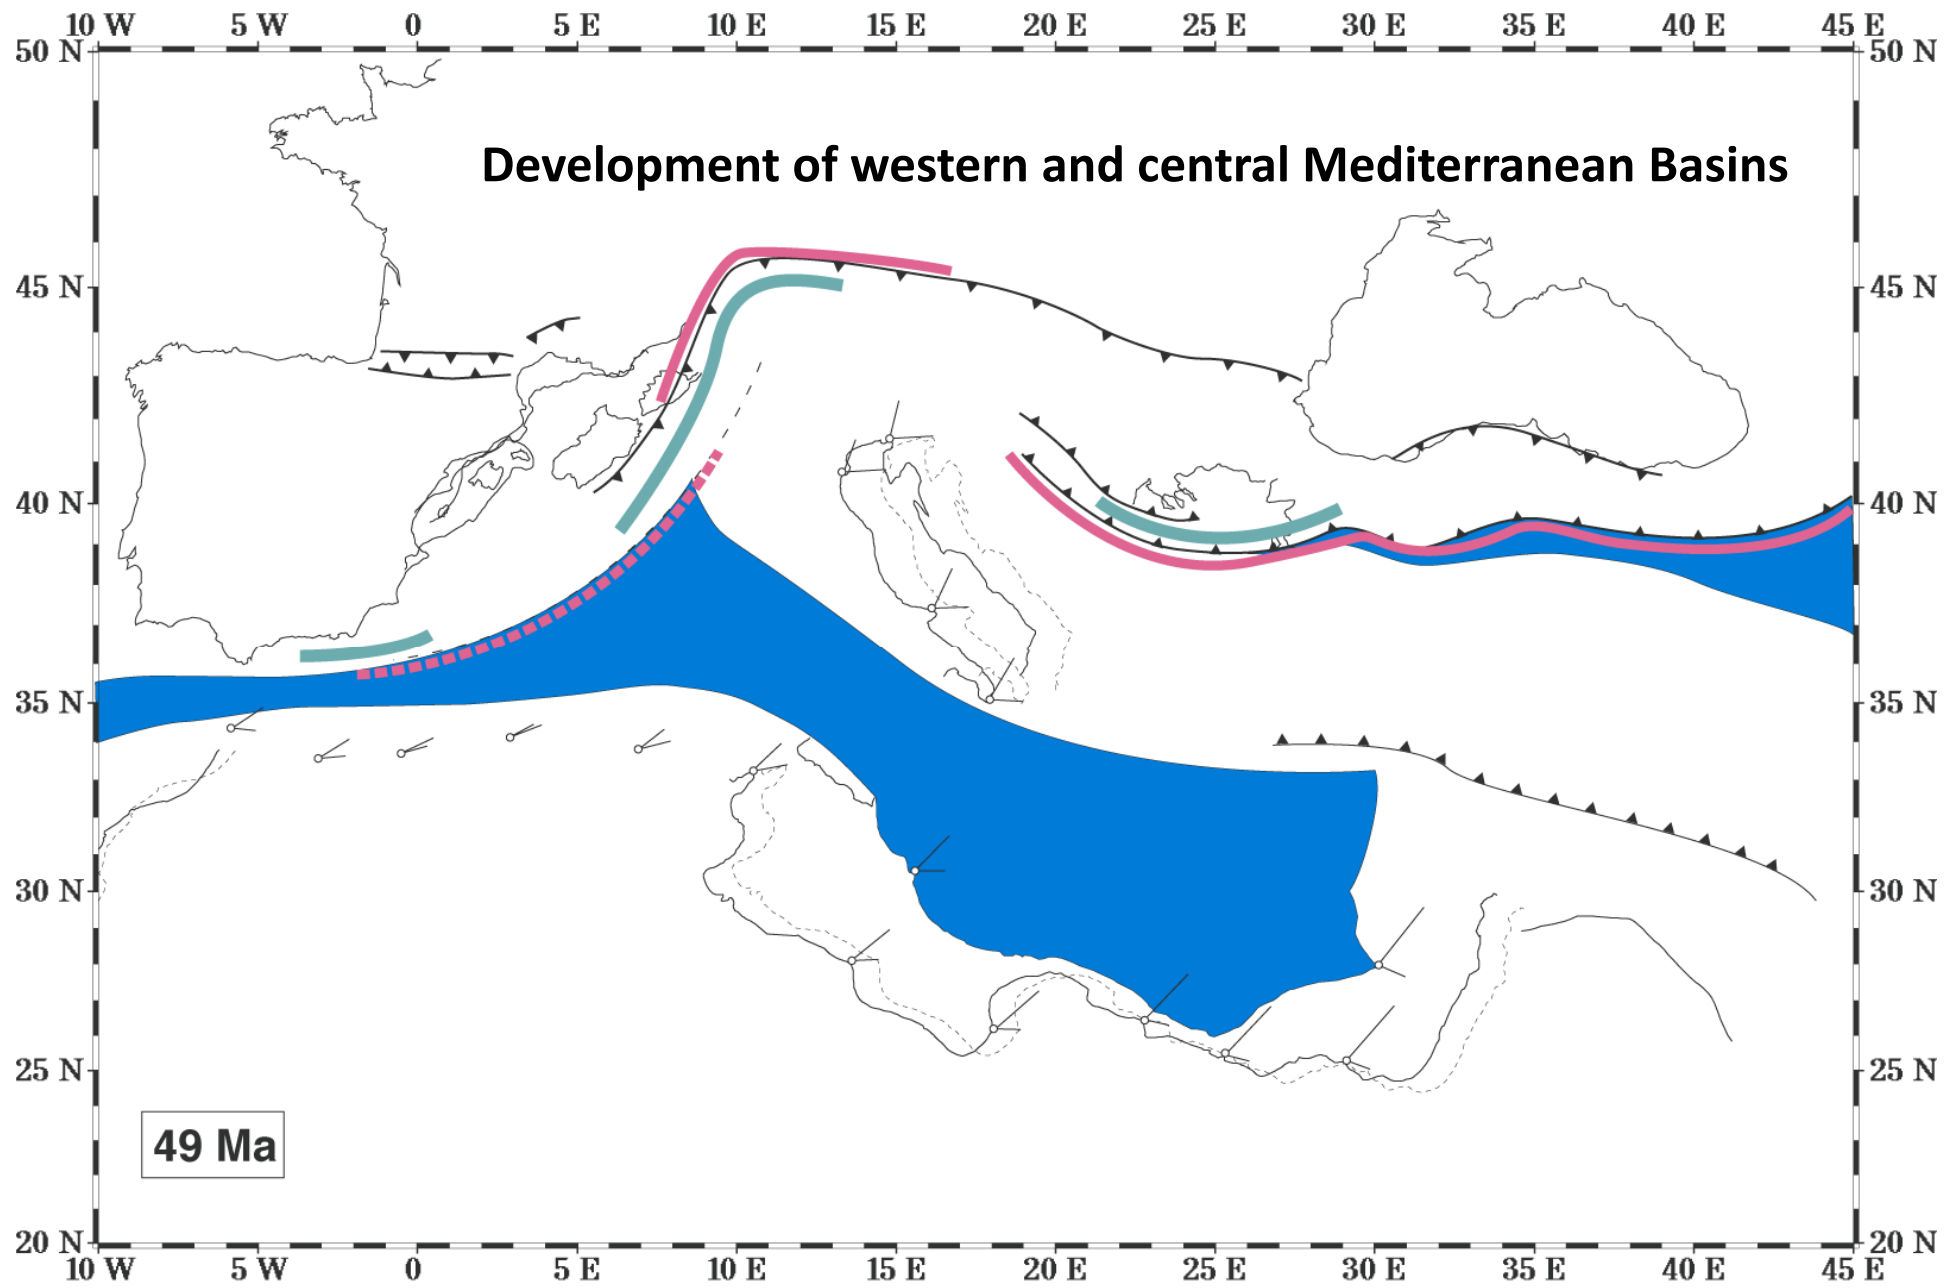 10 W 5 W 0 5 E 10 E 15 E 20 E 25 E 30 E 35 E 40 E 45 E
50 N 50 N
Development of western and central Mediterranean Basins
45 N 45 N
40 N 40 N
35 N 35 N
30 N 30 N
25 N 25 N
49 Ma
20 N 20 N
10 W 5 W 0 5 E 10 E 15 E 20 E 25 E 30 E 35 E 40 E 45 E